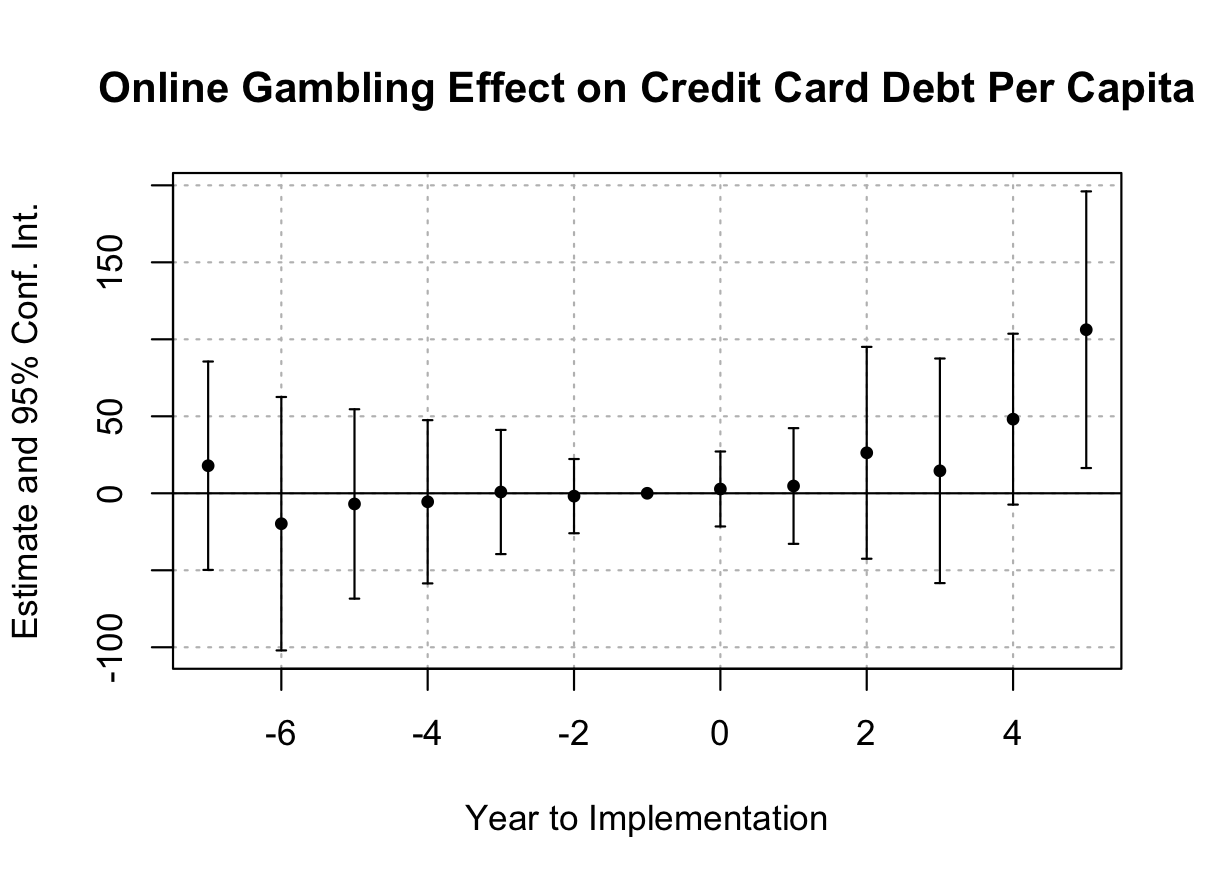 Online Gambling Effect on Credit Card Debt Per Capita
Estimate and 95% Conf. Int.
150
50
0
-100
-6 -4 -2 0 2 4
Year to Implementation